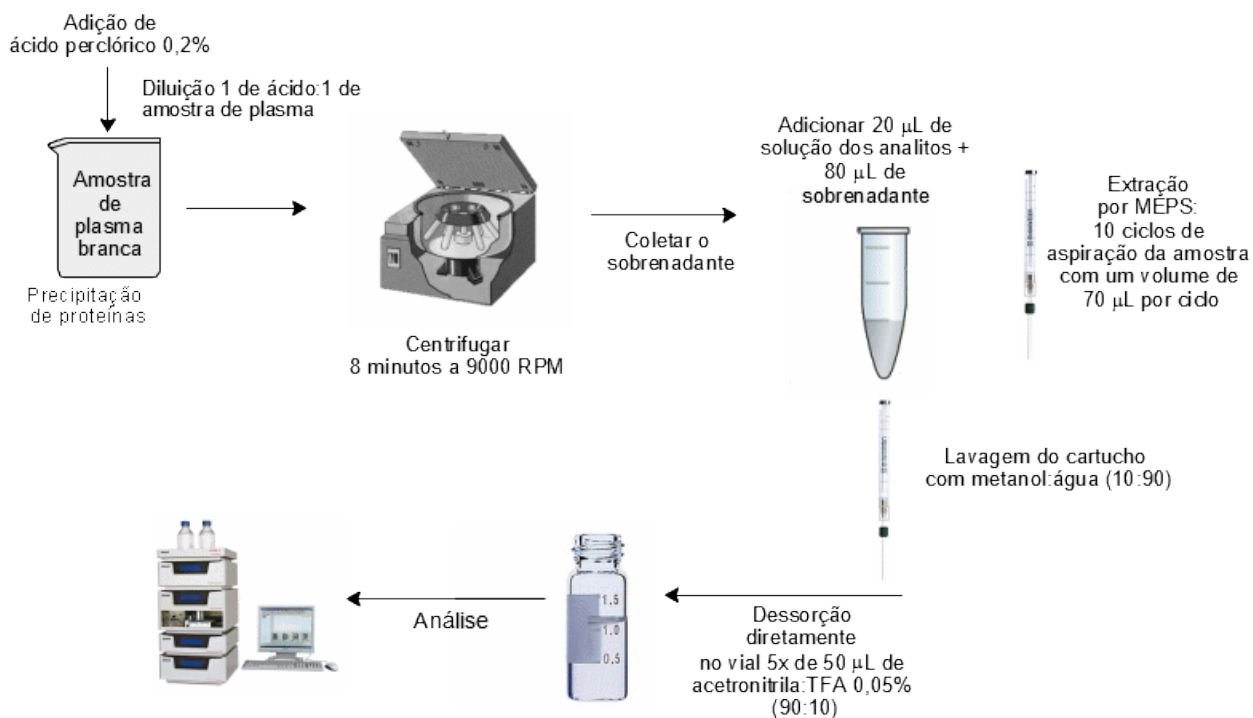 Adição de
ácido perclórico 0,2%
Diluição 1 de ácido:1 de
amostra de plasma
Amostra
de
plasma
branca
Precipitação
de proteínas
Centrifugar
8 minutos a 9000 RPM
Coletar o
sobrenadante
Adicionar 20 µL de
solução dos analitos +
80 µL de
sobrenadante
Extração
por MEPS:
10 ciclos de
aspiração da amostra
com um volume de
70 µL por ciclo
Lavagem do cartucho
com metanol:água (10:90)
Dessorção
diretamente
no vial 5x de 50 µL de
acetronitrila:TFA 0,05%
(90:10)
1.5
1.0
0.5
Análise